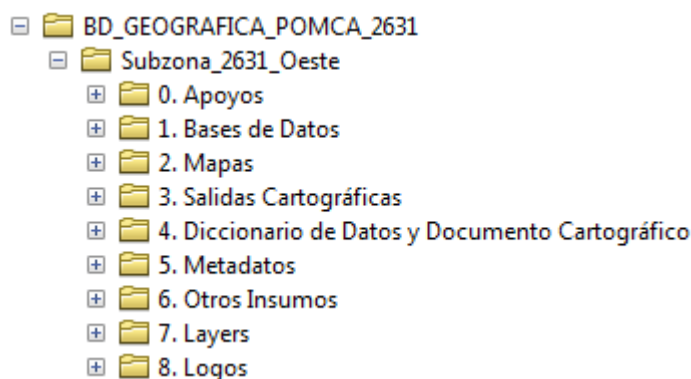 BD_GEOGRAFICA_POMCA_2631
Subzona_2631_Oeste
0. Apoyos
1. Bases de Datos
2. Mapas
3. Salidas Cartográficas
4. Diccionario de Datos y Documento Cartográfico
5. Metadatos
6. Otros Insumos
7. Layers
8. Logos